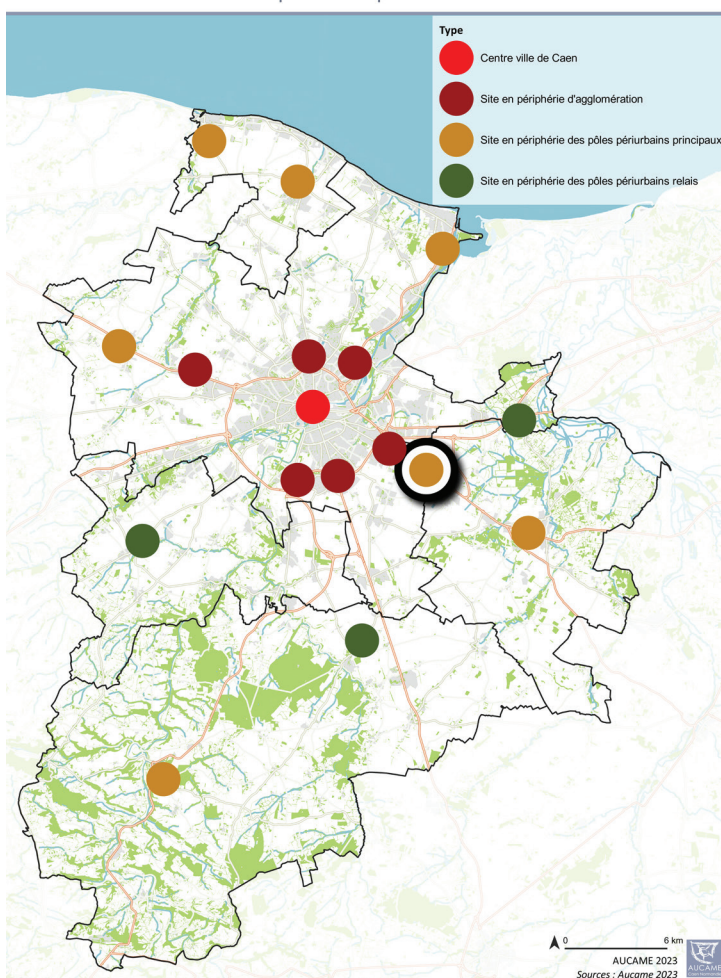 Type
Centre ville de Caen
Site en périphérie d'agglomération
Site en périphérie des pôles périurbains principaux
Site en périphérie des pôles périurbains relais
0 6 km
AUCAME 2023
Sources : Aucame 2023
AUCAME